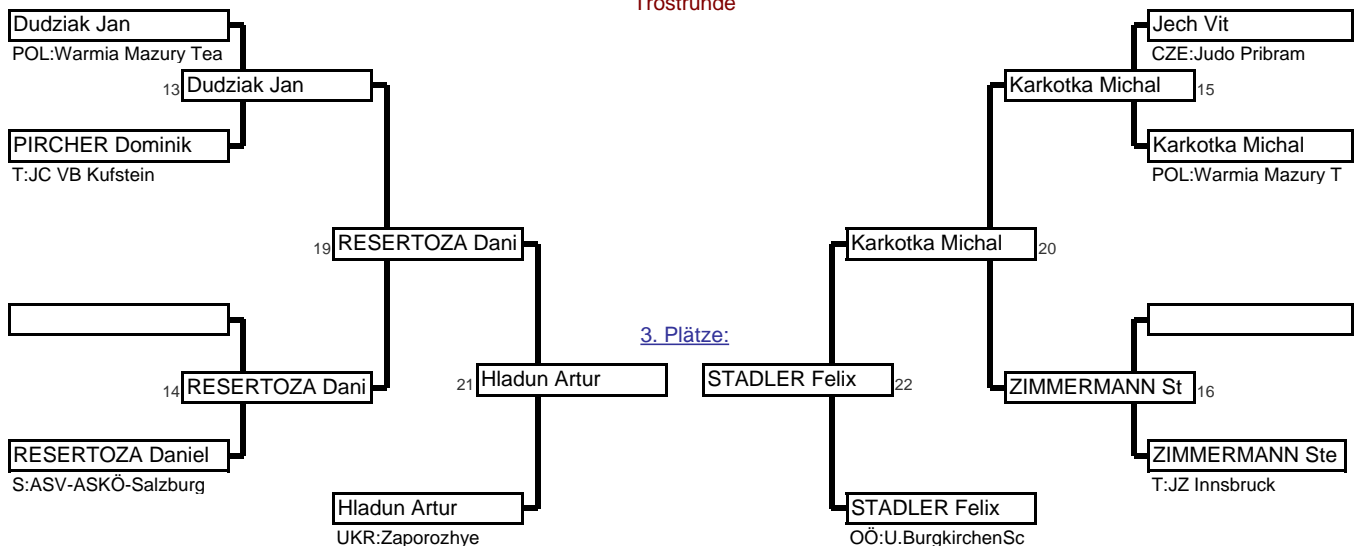 Trostrunde
Dudziak Jan
POL:Warmia Mazury Tea
13 Dudziak Jan
PIRCHER Dominik
T:JC VB Kufstein
19 RESERTOZA Dani
14 RESERTOZA Dani
RESERTOZA Daniel
S:ASV-ASKÖ-Salzburg
21 Hladun Artur
Hladun Artur
UKR:Zaporozhye
3. Plätze:
Jech Vit
CZE:Judo Pribram
Karkotka Michal 15
Karkotka Michal
POL:Warmia Mazury T
Karkotka Michal 20
STADLER Felix 22
ZIMMERMANN St 16
ZIMMERMANN Ste
T:JZ Innsbruck
STADLER Felix
OÖ:U.BurgkirchenSc